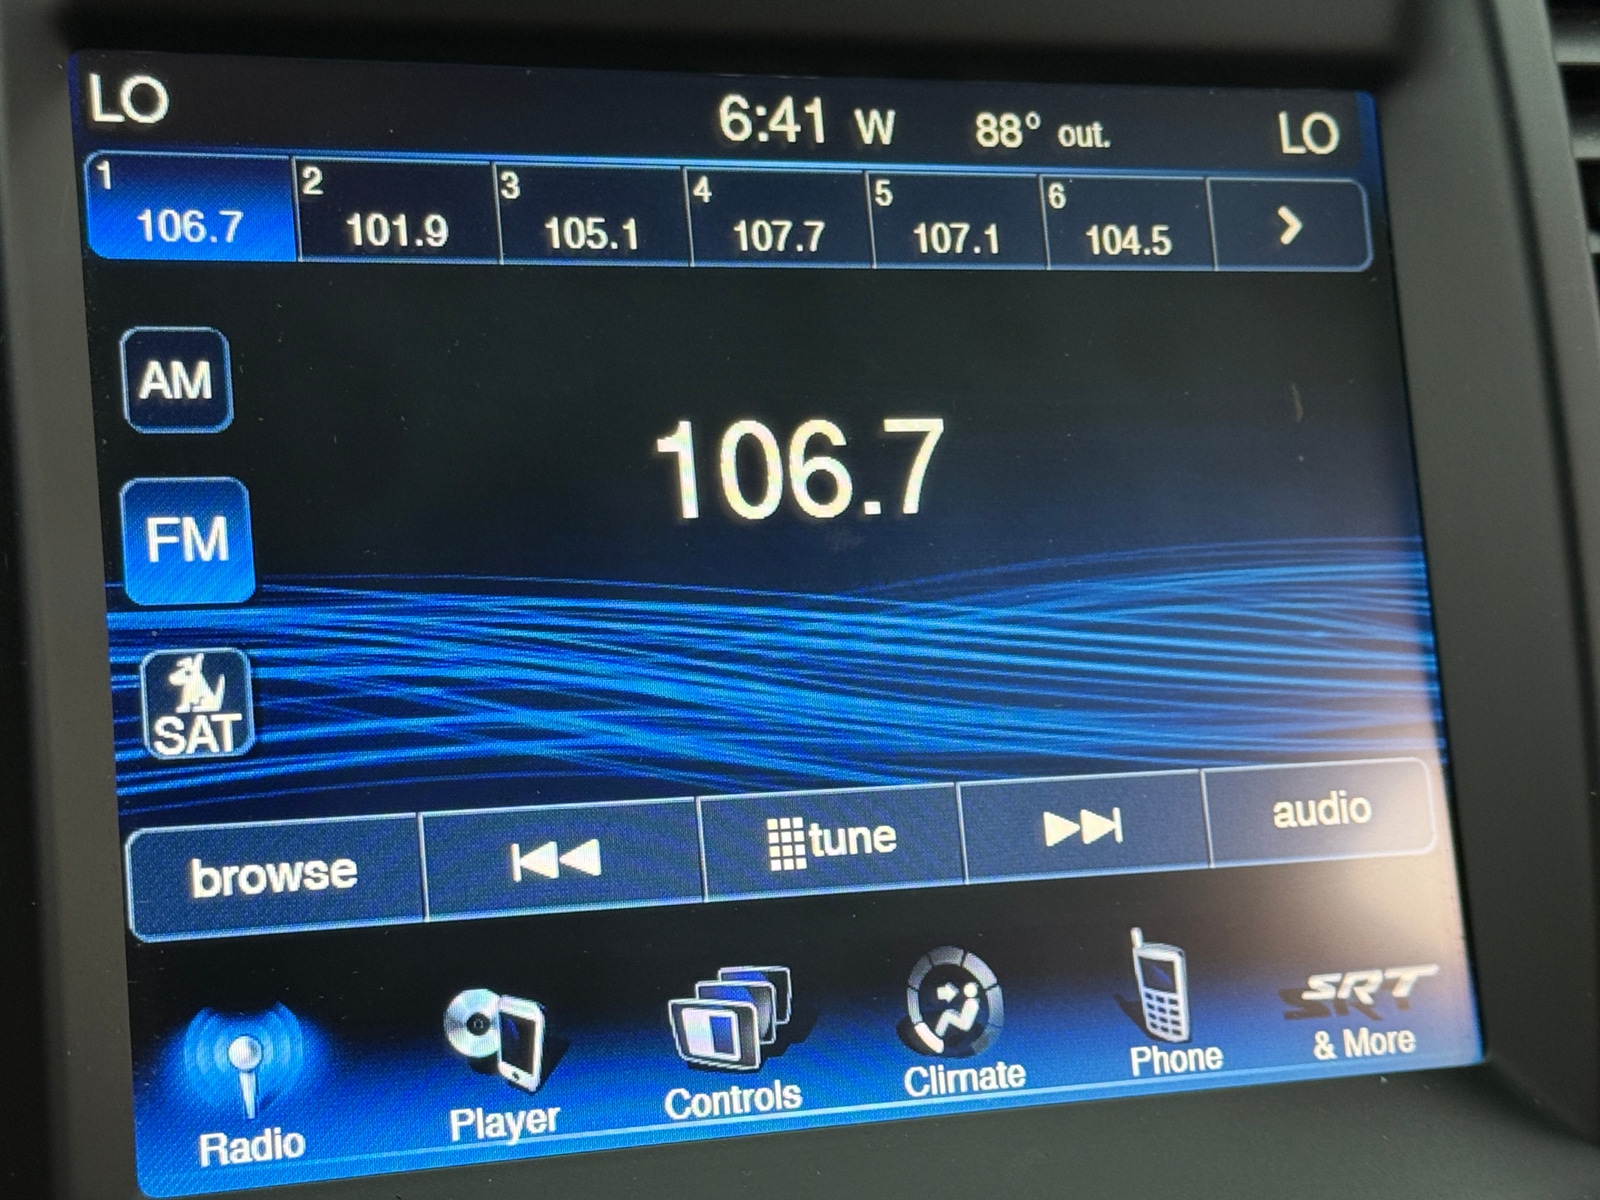 LO 6:41 W 88° out. LO
1 2 3 4 5 6
106.7 101.9 105.1 107.7 107.1 104.5
AM
106.7
FM
SAT
browse tune audio
Radio Player Controls Climate Phone SRT
& More